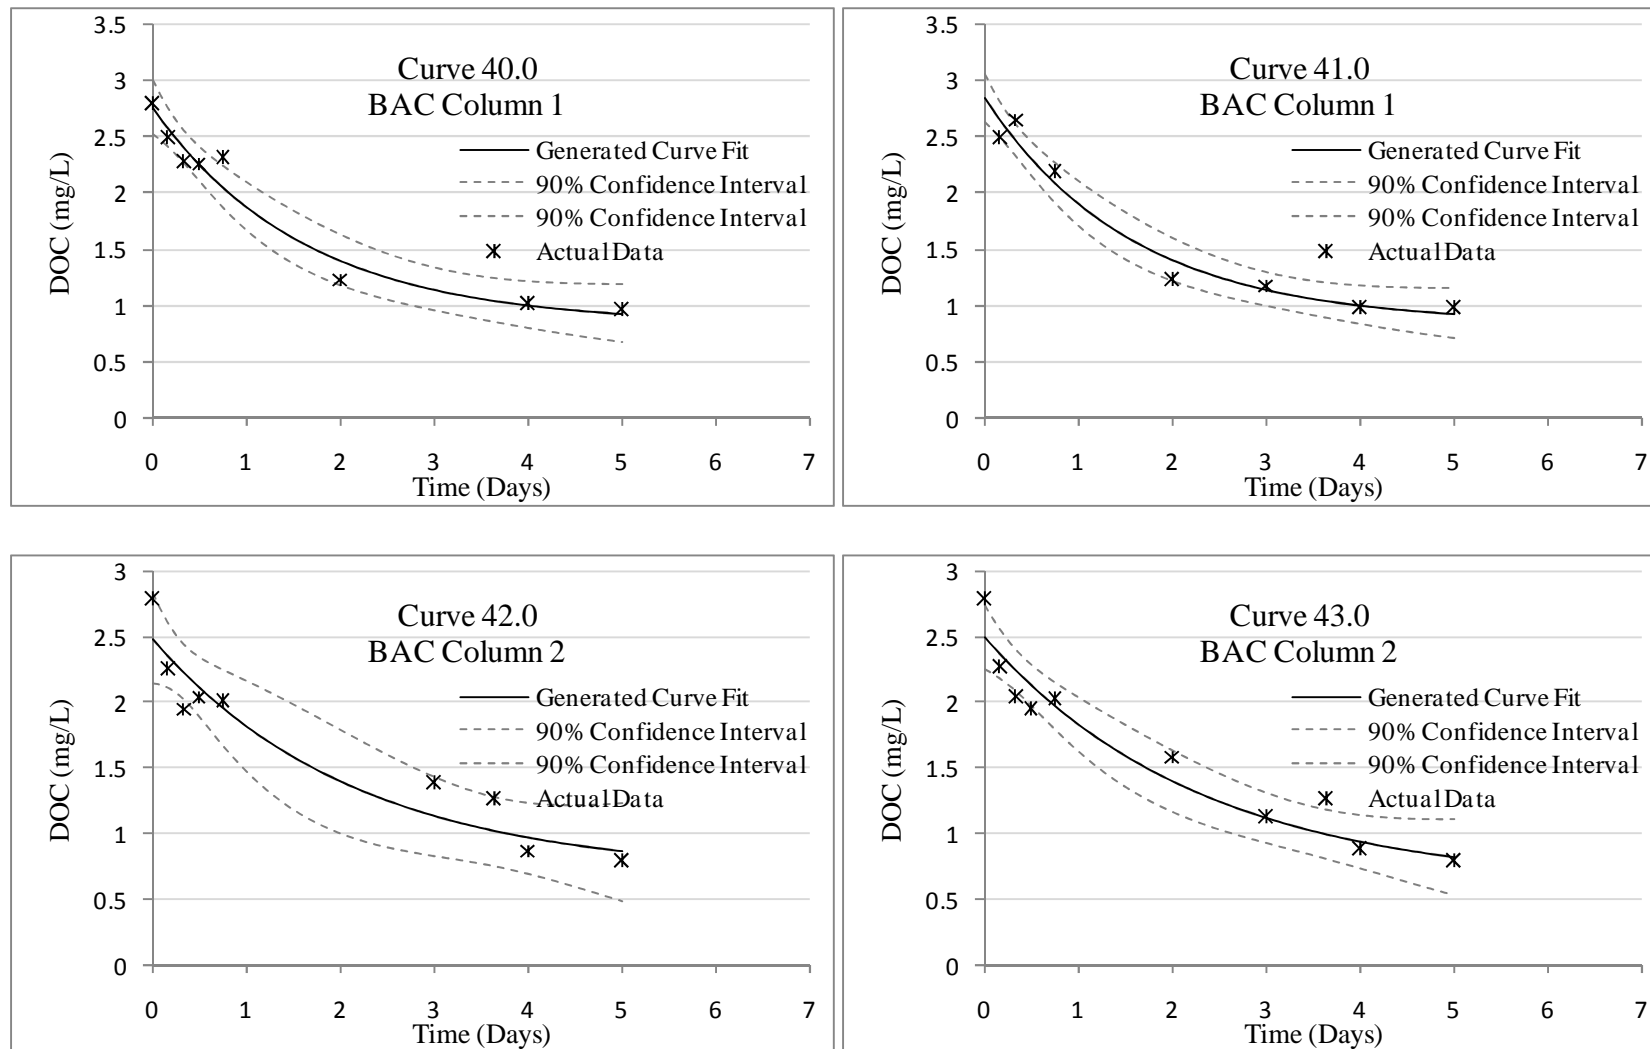 3.5
3
2.5
2
1.5
1
0.5
0
DOC (mg/L)
Curve 40.0
BAC Column 1
Generated Curve Fit
90% Confidence Interval
90% Confidence Interval
Actual Data
0 1 2 3 4 5 6 7
Time (Days)
3.5
3
2.5
2
1.5
1
0.5
0
DOC (mg/L)
Curve 41.0
BAC Column 1
Generated Curve Fit
90% Confidence Interval
90% Confidence Interval
Actual Data
0 1 2 3 4 5 6 7
Time (Days)
3
2.5
2
1.5
1
0.5
0
DOC (mg/L)
Curve 42.0
BAC Column 2
Generated Curve Fit
90% Confidence Interval
90% Confidence Interval
Actual Data
0 1 2 3 4 5 6 7
Time (Days)
3
2.5
2
1.5
1
0.5
0
DOC (mg/L)
Curve 43.0
BAC Column 2
Generated Curve Fit
90% Confidence Interval
90% Confidence Interval
Actual Data
0 1 2 3 4 5 6 7
Time (Days)